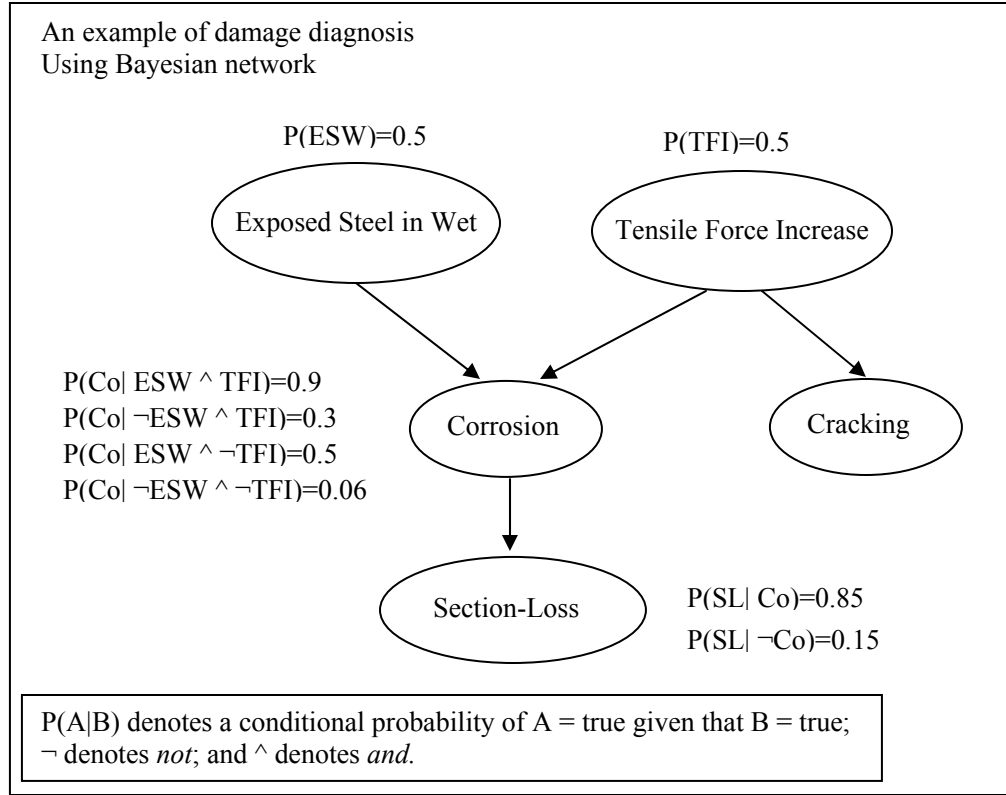 An example of damage diagnosis
Using Bayesian network
P(ESW)=0.5
P(TFI)=0.5
Exposed Steel in Wet
Tensile Force Increase
P(Co| ESW ^ TFI)=0.9
P(Co| ¬ESW ^ TFI)=0.3
P(Co| ESW ^ ¬TFI)=0.5
P(Co| ¬ESW ^ ¬TFI)=0.06
Corrosion
Cracking
Section-Loss
P(SL| Co)=0.85
P(SL| ¬Co)=0.15
P(A|B) denotes a conditional probability of A = true given that B = true;
¬ denotes not; and ^ denotes and.